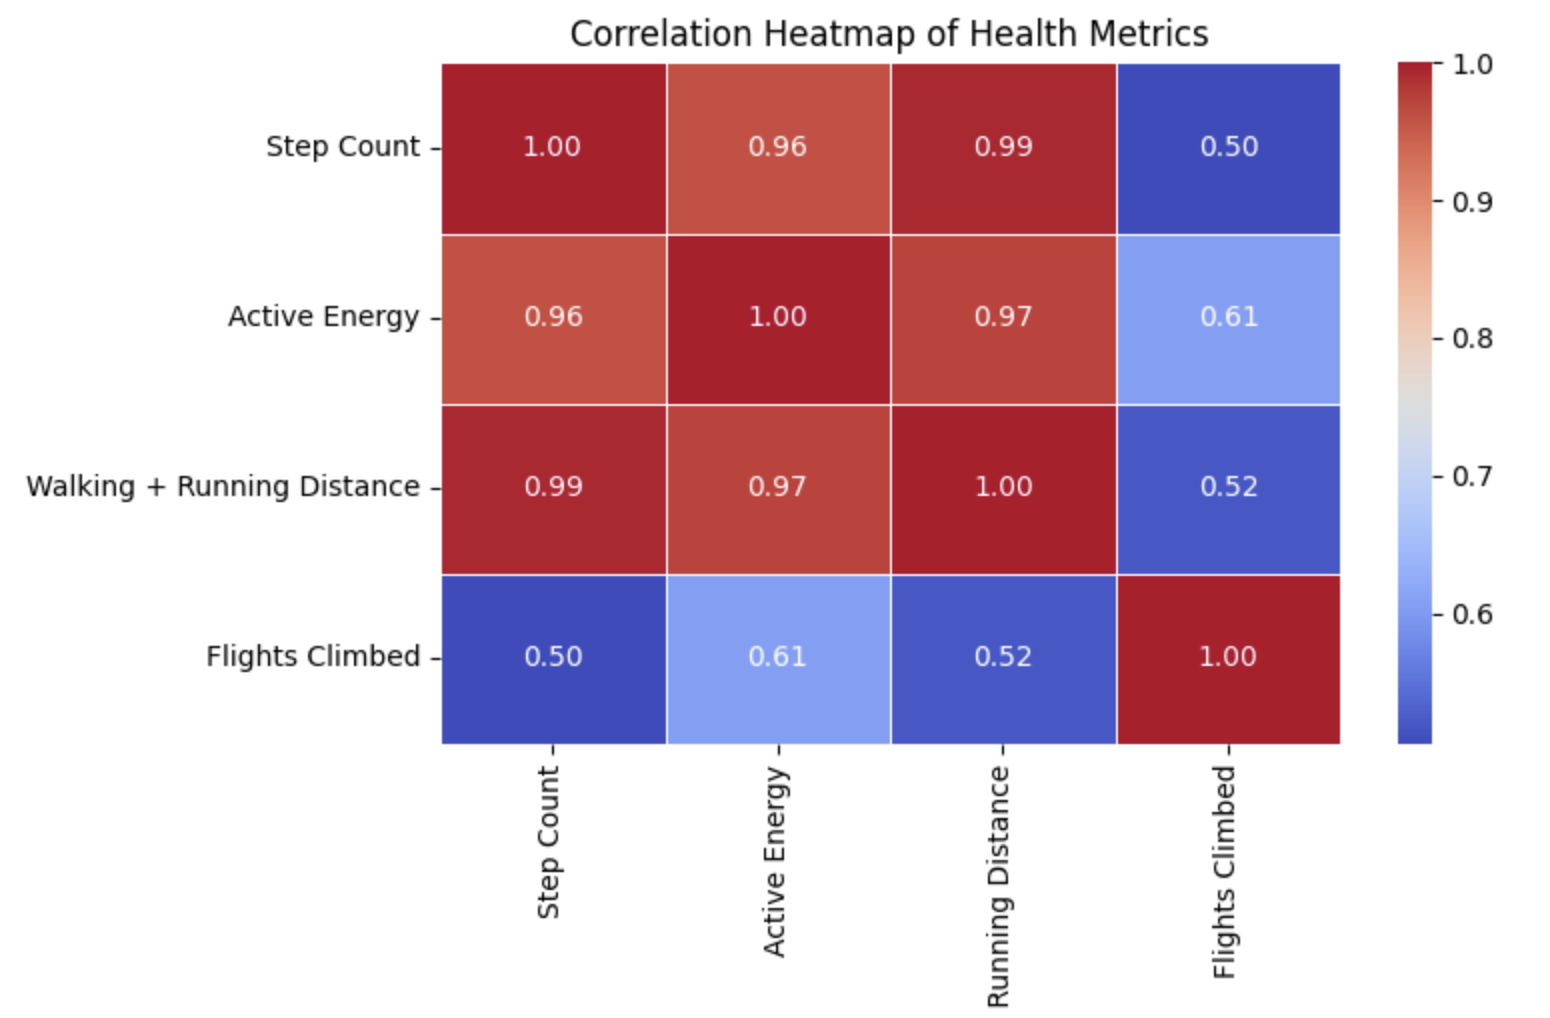 Correlation Heatmap of Health Metrics
Step Count
1.00 0.96 0.99 0.50
Active Energy
0.96 1.00 0.97 0.61
Walking + Running Distance
0.99 0.97 1.00 0.52
Flights Climbed
0.50 0.61 0.52 1.00
Step Count
Active Energy
Running Distance
Flights Climbed
1.0
0.9
0.8
0.7
0.6